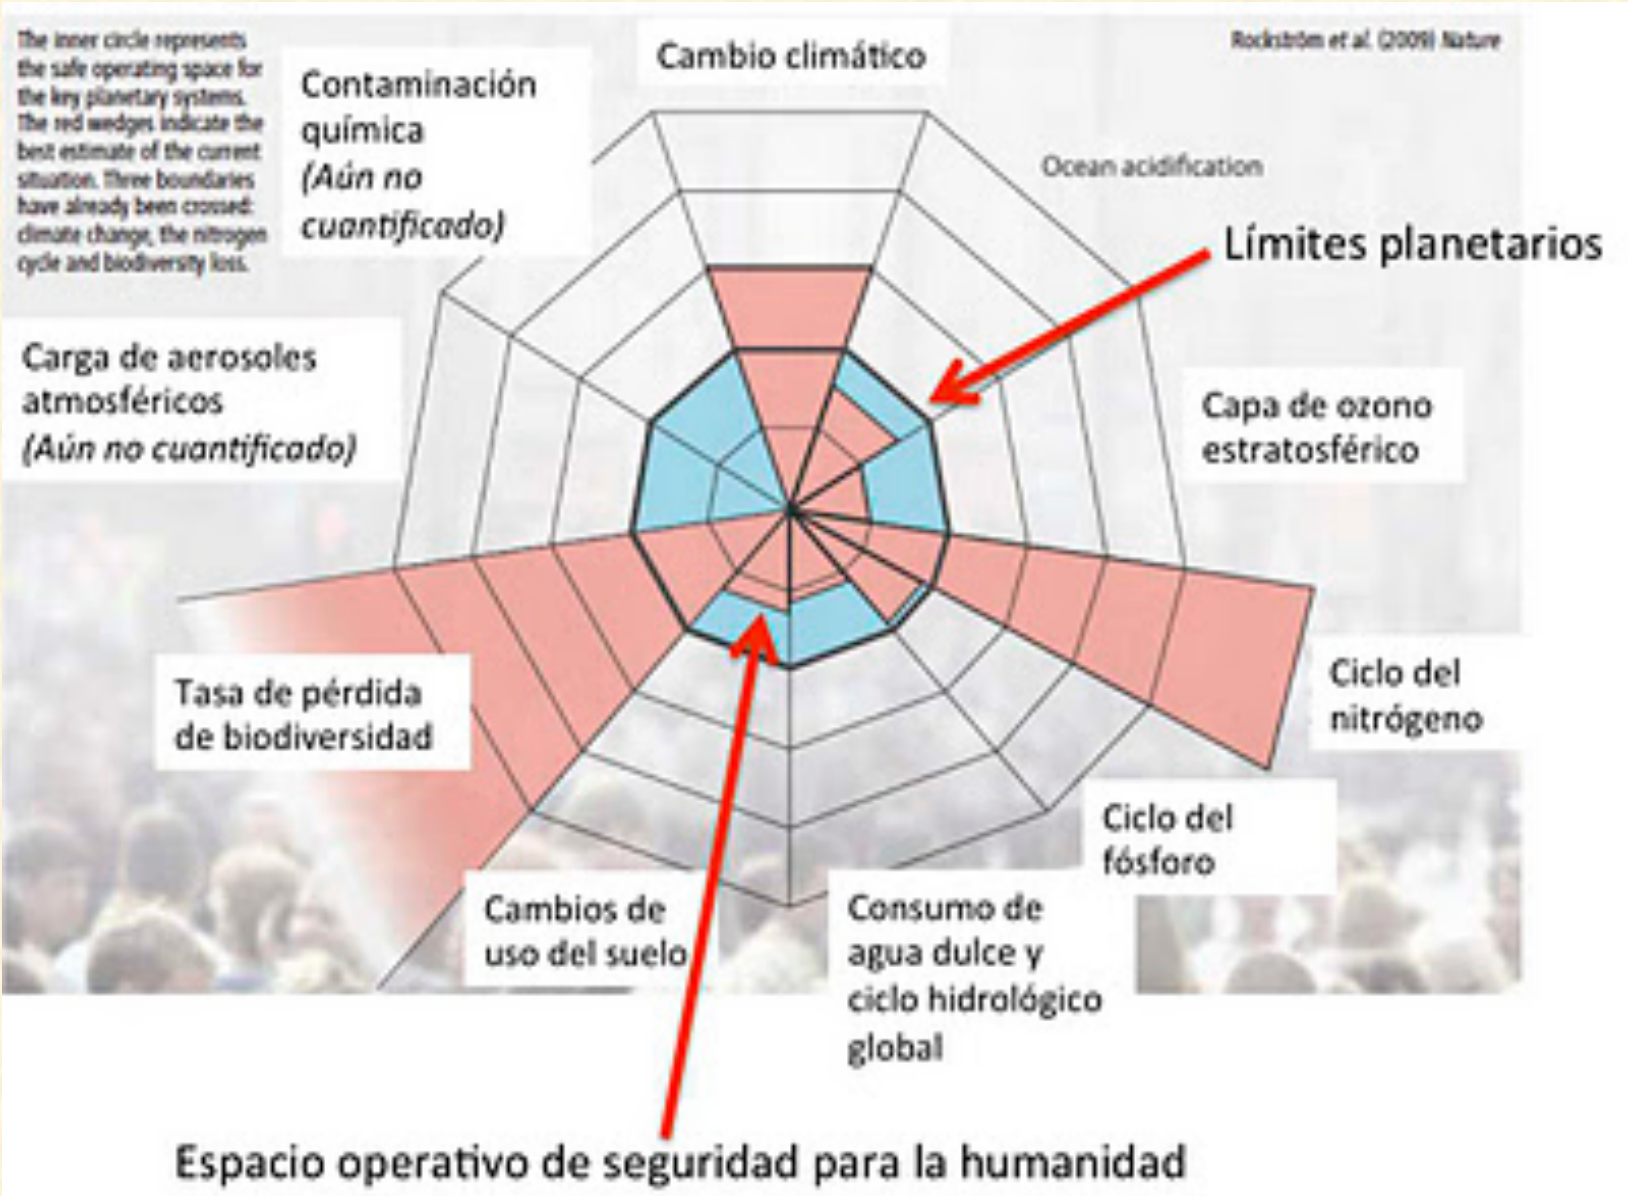 The inner circle represents
the safe operating space for
the key planetary systems.
The red wedges indicate the
best estimate of the current
situation. Three boundaries
have already been crossed:
climate change, the nitrogen
cycle and biodiversity loss.
Contaminación
química
(Aún no
cuantificado)
Cambio climático
Rockström et al. (2009) Nature
Ocean acidification
Límites planetarios
Carga de aerosoles
atmosféricos
(Aún no cuantificado)
Capa de ozono
estratosférico
Tasa de pérdida
de biodiversidad
Ciclo del
nitrógeno
Ciclo del
fósforo
Cambios de
uso del suelo
Consumo de
agua dulce y
ciclo hidrológico
global
Espacio operativo de seguridad para la humanidad